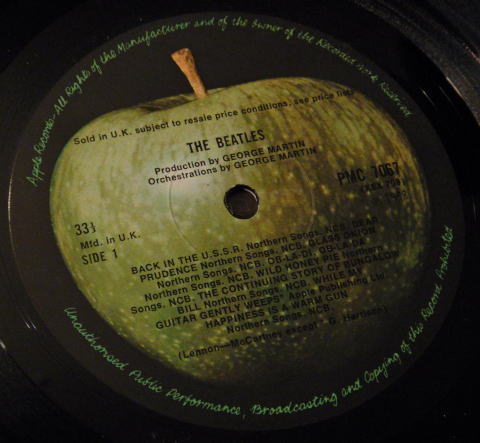 Apple Records-All Rights of the Manufacturer and of the Owner of the Recorded Work Reserved
Sold in U.K. subject to resale price conditions, see price lists
THE BEATLES
Production by GEORGE MARTIN
Orchestrations by GEORGE MARTIN
PMC 7067
33⅓
Mfd. in U.K.
SIDE 1
BACK IN THE U.S.S.R. Northern Songs, NCB. DEAR
PRUDENCE Northern Songs, NCB. GLASS ONION
Northern Songs, NCB. OB-LA-DI, OB-LA-DA
Northern Songs, NCB. WILD HONEY PIE Northern
Songs, NCB. THE CONTINUING STORY OF BUNGALOW
BILL Northern Songs, NCB. WHILE MY
GUITAR GENTLY WEEPS* Apple Publishing Ltd.
HAPPINESS IS A WARM GUN
Northern Songs, NCB.
(Lennon—McCartney except * G. Harrison)
Unauthorised Public Performance, Broadcasting and Copying of this Record Prohibited